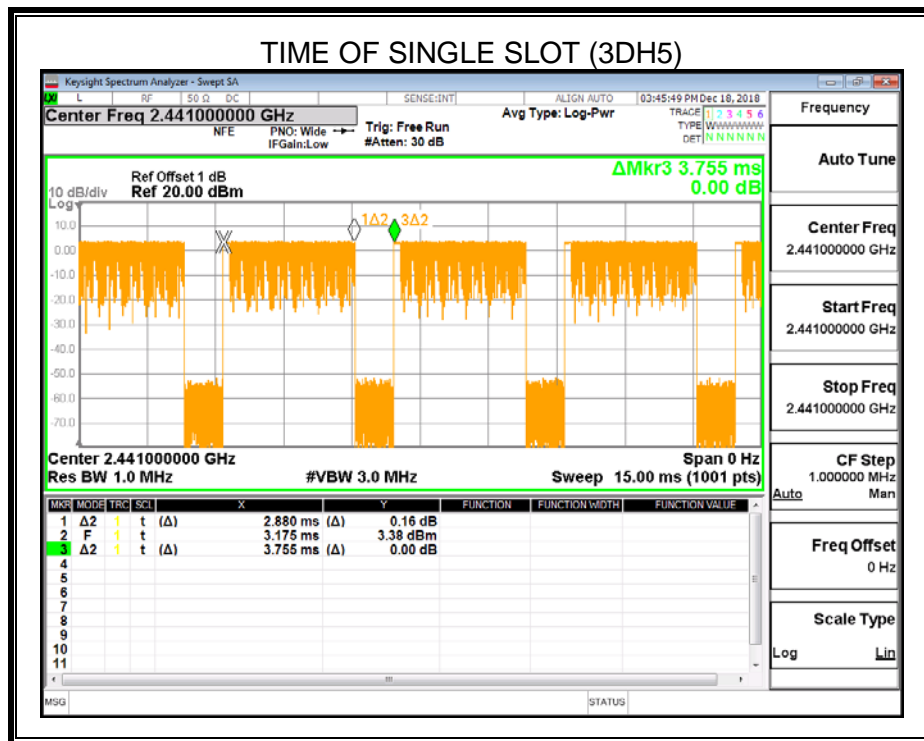 TIME OF SINGLE SLOT (3DH5)
Keysight Spectrum Analyzer - Swept SA
LXI L RF 50 Ω DC SENSE:INT ALIGN AUTO 03:45:49 PM Dec 18, 2018
Center Freq 2.441000000 GHz
Avg Type: Log-Pwr
TRACE 1 2 3 4 5 6
NFE PNO: Wide Trig: Free Run
TYPE WWWWWW
IFGain:Low #Atten: 30 dB
DET N N N N N N
Frequency
ΔMkr3 3.755 ms
0.00 dB
Ref Offset 1 dB
10 dB/div Ref 20.00 dBm
Log
10.0
0.00
-10.0
-20.0
-30.0
-40.0
-50.0
-60.0
-70.0
1Δ2 3Δ2
Center 2.441000000 GHz Span 0 Hz
Res BW 1.0 MHz #VBW 3.0 MHz Sweep 15.00 ms (1001 pts)
MKR MODE TRC SCL X Y FUNCTION FUNCTION WIDTH FUNCTION VALUE
1 Δ2 1 t (Δ) 2.880 ms (Δ) 0.16 dB
2 F 1 t 3.175 ms 3.38 dBm
3 Δ2 1 t (Δ) 3.755 ms (Δ) 0.00 dB
4
5
6
7
8
9
10
11
MSG STATUS
Auto Tune
Center Freq
2.441000000 GHz
Start Freq
2.441000000 GHz
Stop Freq
2.441000000 GHz
CF Step
1.000000 MHz
Auto Man
Freq Offset
0 Hz
Scale Type
Log Lin